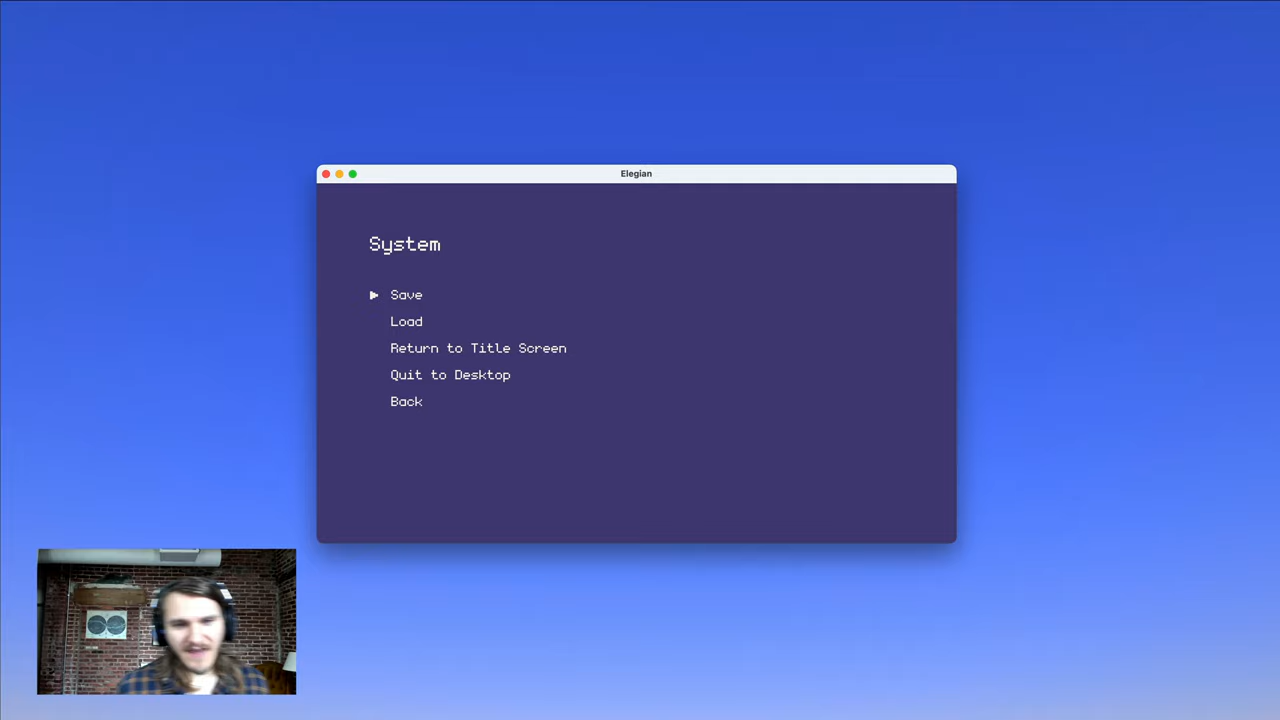 Elegian
System
Save
Load
Return to Title Screen
Quit to Desktop
Back